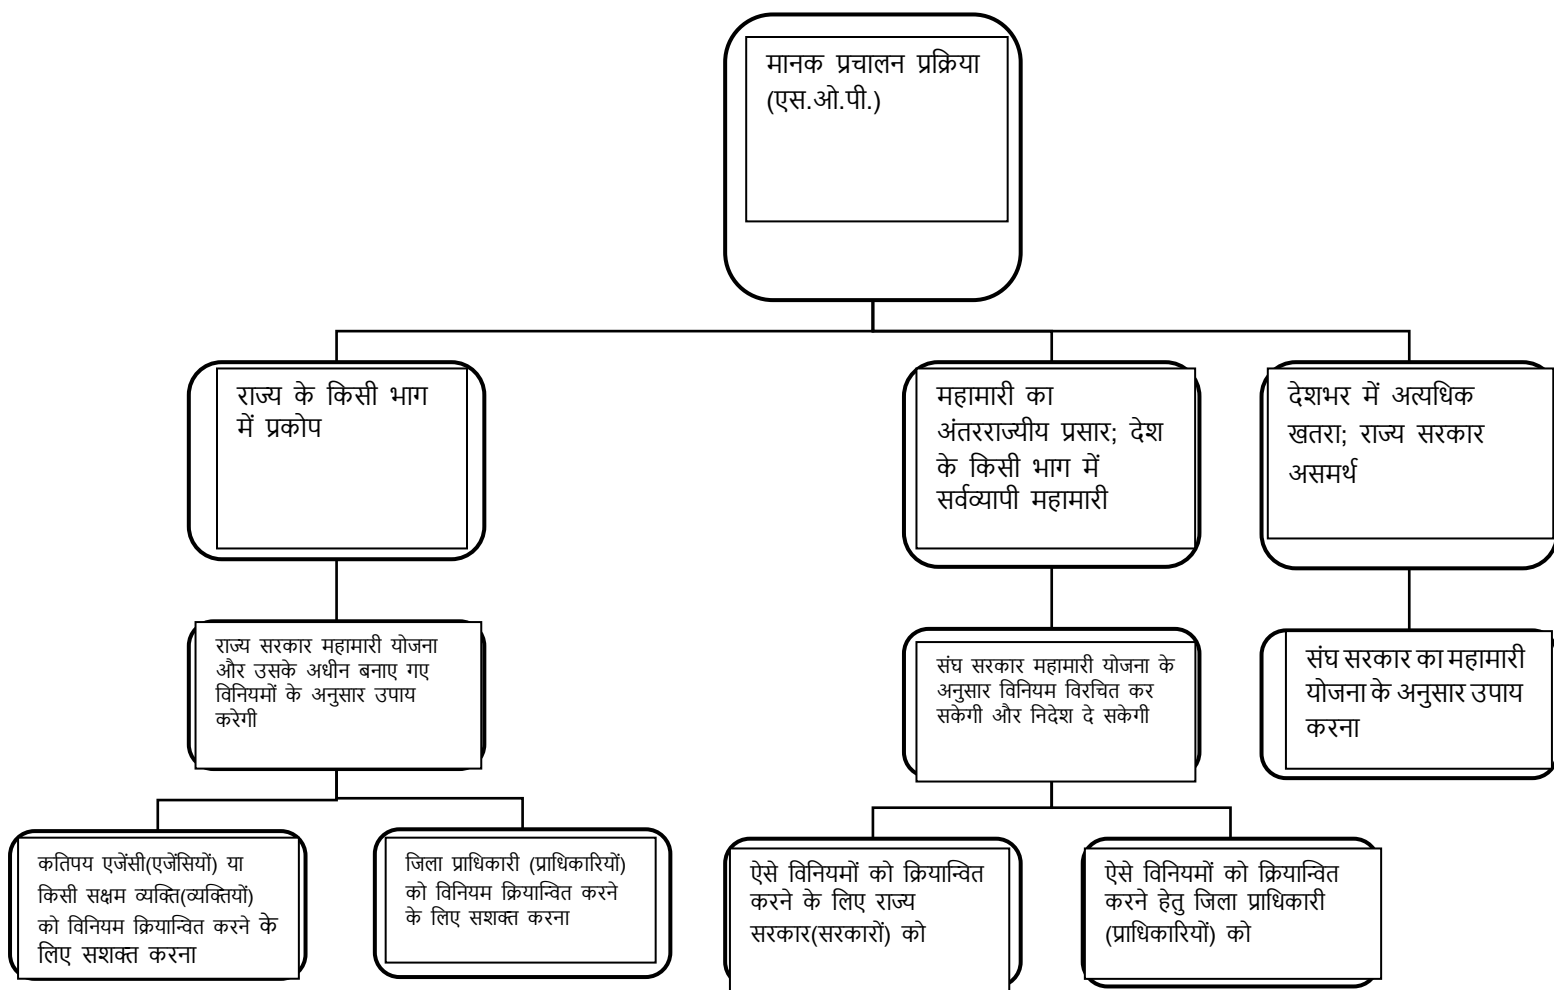 मानक प्रचालन प्रक्रिया
(एस.ओ.पी.)
राज्य के किसी भाग
में प्रकोप
महामारी का
अंतरराज्यीय प्रसार; देश
के किसी भाग में
सर्वव्यापी महामारी
देशभर में अत्यधिक
खतरा; राज्य सरकार
असमर्थ
राज्य सरकार महामारी योजना
और उसके अधीन बनाए गए
विनियमों के अनुसार उपाय
करेगी
संघ सरकार महामारी योजना के
अनुसार विनियम विरचित कर
सकेगी और निदेश दे सकेगी
संघ सरकार का महामारी
योजना के अनुसार उपाय
करना
कतिपय एजेंसी(एजेंसियों) या
किसी सक्षम व्यक्ति(व्यक्तियों)
को विनियम क्रियान्वित करने के
लिए सशक्त करना
जिला प्राधिकारी (प्राधिकारियों)
को विनियम क्रियान्वित करने
के लिए सशक्त करना
ऐसे विनियमों को क्रियान्वित
करने के लिए राज्य
सरकार(सरकारों) को
ऐसे विनियमों को क्रियान्वित
करने हेतु जिला प्राधिकारी
(प्राधिकारियों) को